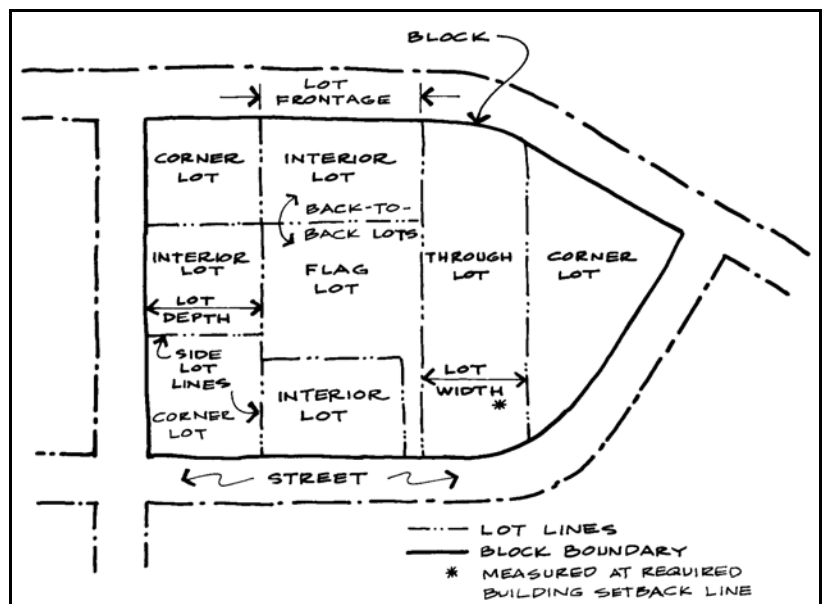 BLOCK
LOT
FRONTAGE
CORNER
LOT
INTERIOR
LOT
BACK-TO-
BACK LOTS
INTERIOR
LOT
FLAG
LOT
THROUGH
LOT
CORNER
LOT
LOT
DEPTH
SIDE
LOT
LINES
CORNER
LOT
INTERIOR
LOT
LOT
WIDTH
*
STREET
LOT LINES
BLOCK BOUNDARY
* MEASURED AT REQUIRED
BUILDING SETBACK LINE